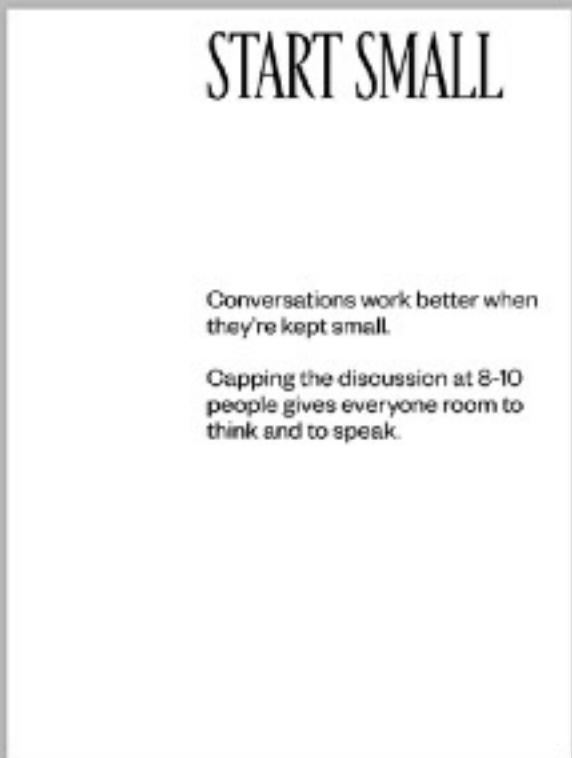 START SMALL
Conversations work better when
they're kept small.
Capping the discussion at 8-10
people gives everyone room to
think and to speak.